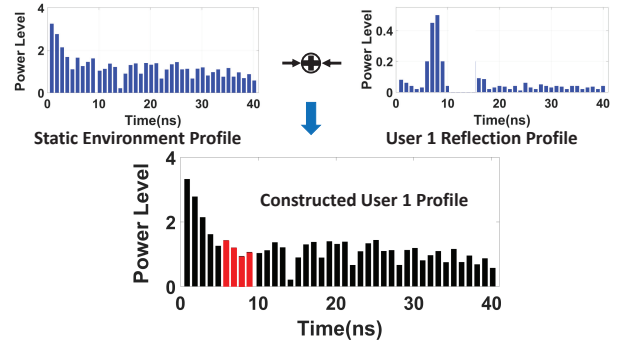 4
2
0
Power Level
0 10 20 30 40
Time(ns)
Static Environment Profile
0.4
0.2
0
Power Level
0 10 20 30 40
Time(ns)
User 1 Reflection Profile
4
2
0
Power Level
Constructed User 1 Profile
0 10 20 30 40
Time(ns)